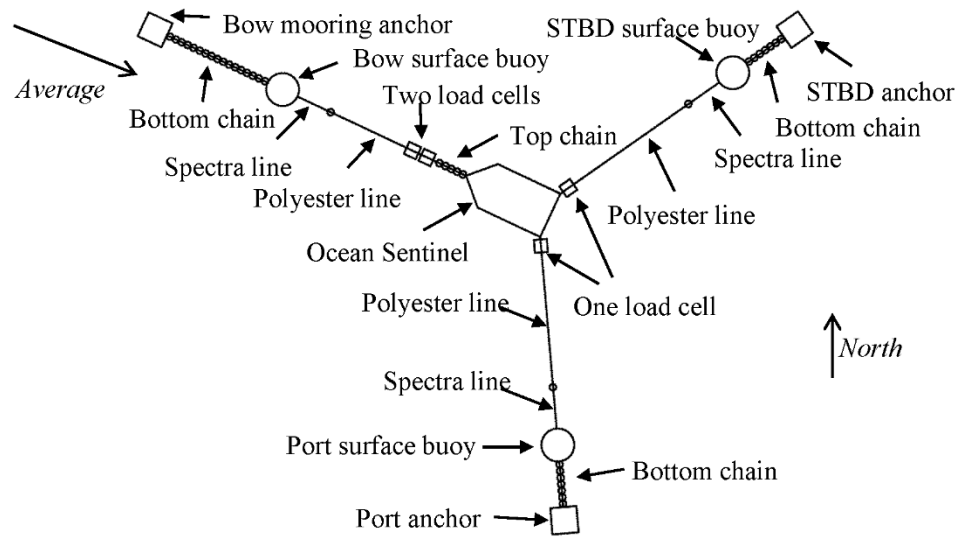 Bow mooring anchor
STBD surface buoy
Bow surface buoy
Average
Two load cells
STBD anchor
Bottom chain
Top chain
Bottom chain
Spectra line
Spectra line
Polyester line
Polyester line
Ocean Sentinel
Polyester line
One load cell
North
Spectra line
Port surface buoy
Bottom chain
Port anchor